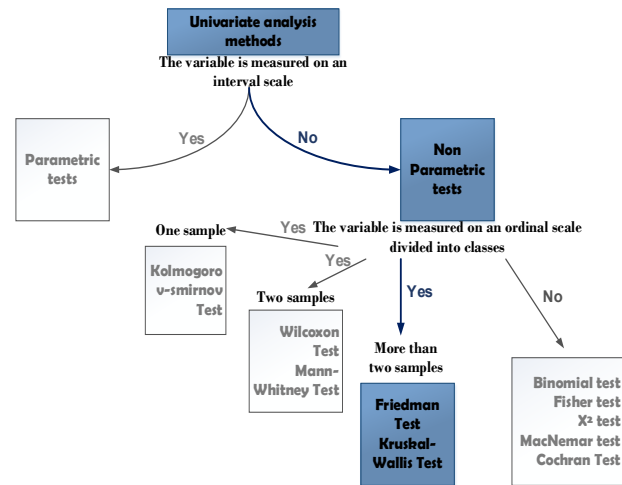 Univariate analysis
methods
The variable is measured on an
interval scale
Yes
No
Parametric
tests
Non
Parametric
tests
The variable is measured on an ordinal scale
divided into classes
One sample
Yes
Kolmogoro
v-smirnov
Test
Yes
Two samples
Wilcoxon
Test
Mann-
Whitney Test
Yes
More than
two samples
Friedman
Test
Kruskal-
Wallis Test
No
Binomial test
Fisher test
X² test
MacNemar test
Cochran Test